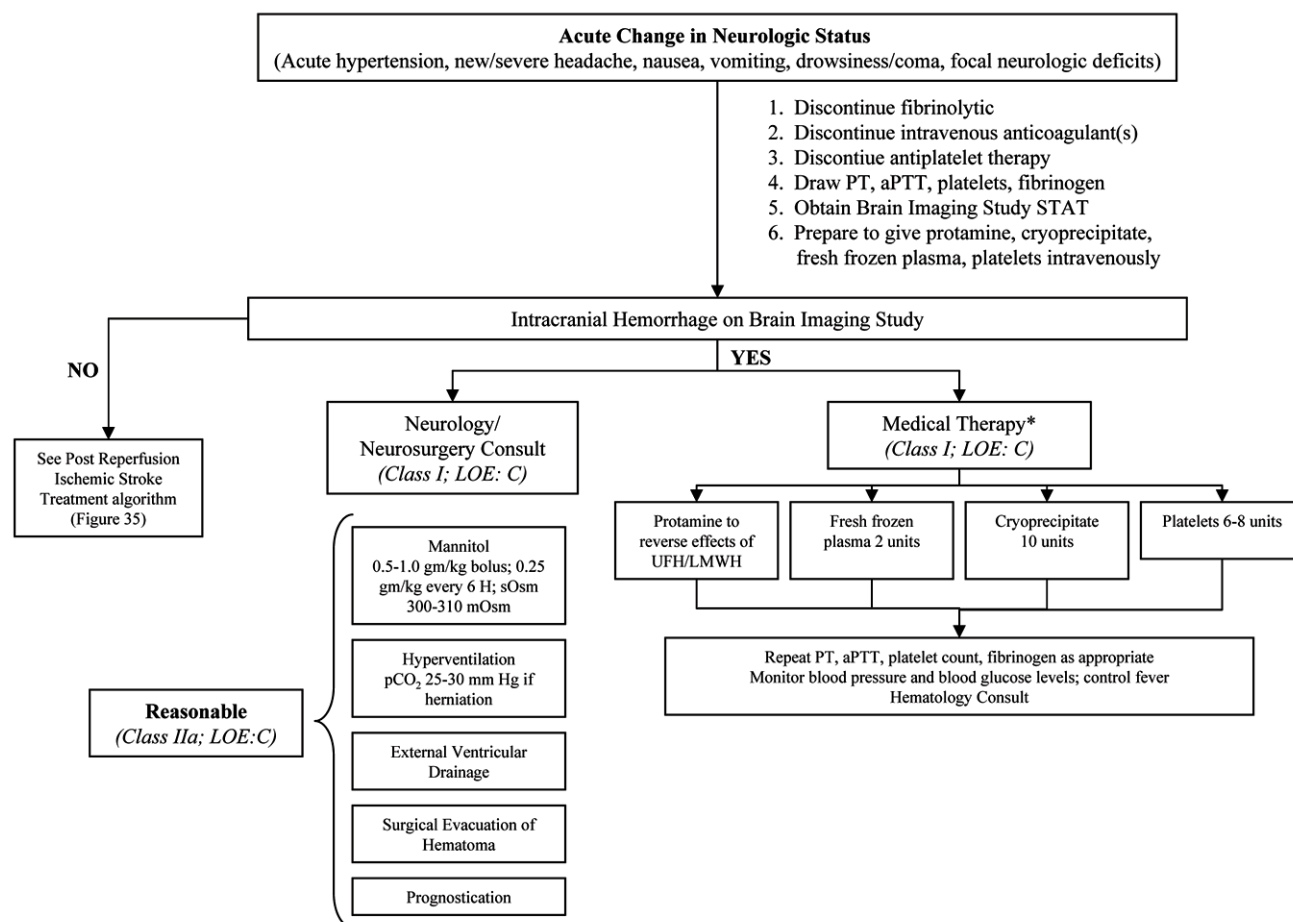 Acute Change in Neurologic Status
(Acute hypertension, new/severe headache, nausea, vomiting, drowsiness/coma, focal neurologic deficits)
1. Discontinue fibrinolytic
2. Discontinue intravenous anticoagulant(s)
3. Discontiue antiplatelet therapy
4. Draw PT, aPTT, platelets, fibrinogen
5. Obtain Brain Imaging Study STAT
6. Prepare to give protamine, cryoprecipitate,
fresh frozen plasma, platelets intravenously
Intracranial Hemorrhage on Brain Imaging Study
NO
YES
See Post Reperfusion
Ischemic Stroke
Treatment algorithm
(Figure 35)
Neurology/
Neurosurgery Consult
(Class I; LOE: C)
Medical Therapy*
(Class I; LOE: C)
Protamine to
reverse effects of
UFH/LMWH
Fresh frozen
plasma 2 units
Cryoprecipitate
10 units
Platelets 6-8 units
Repeat PT, aPTT, platelet count, fibrinogen as appropriate
Monitor blood pressure and blood glucose levels; control fever
Hematology Consult
Reasonable
(Class IIa; LOE:C)
Mannitol
0.5-1.0 gm/kg bolus; 0.25
gm/kg every 6 H; sOsm
300-310 mOsm
Hyperventilation
pCO₂ 25-30 mm Hg if
herniation
External Ventricular
Drainage
Surgical Evacuation of
Hematoma
Prognostication